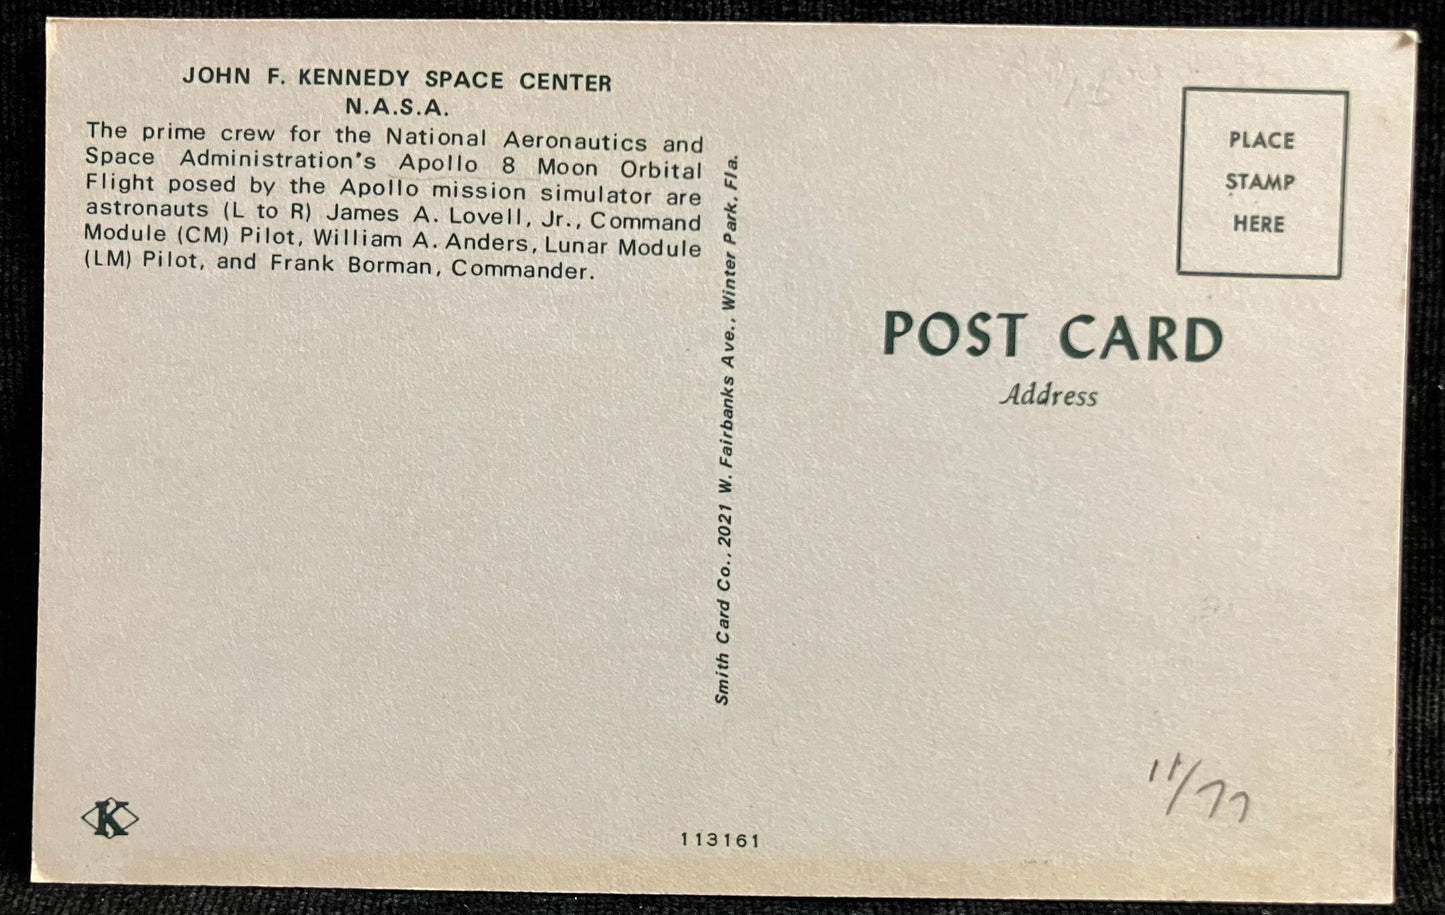 JOHN F. KENNEDY SPACE CENTER
N.A.S.A.
The prime crew for the National Aeronautics and
Space Administration's Apollo 8 Moon Orbital
Flight posed by the Apollo mission simulator are
astronauts (L to R) James A. Lovell, Jr., Command
Module (CM) Pilot, William A. Anders, Lunar Module
(LM) Pilot, and Frank Borman, Commander.
Smith Card Co., 2021 W. Fairbanks Ave., Winter Park, Fla.
PLACE
STAMP
HERE
POST CARD
Address
11/77
K
113161